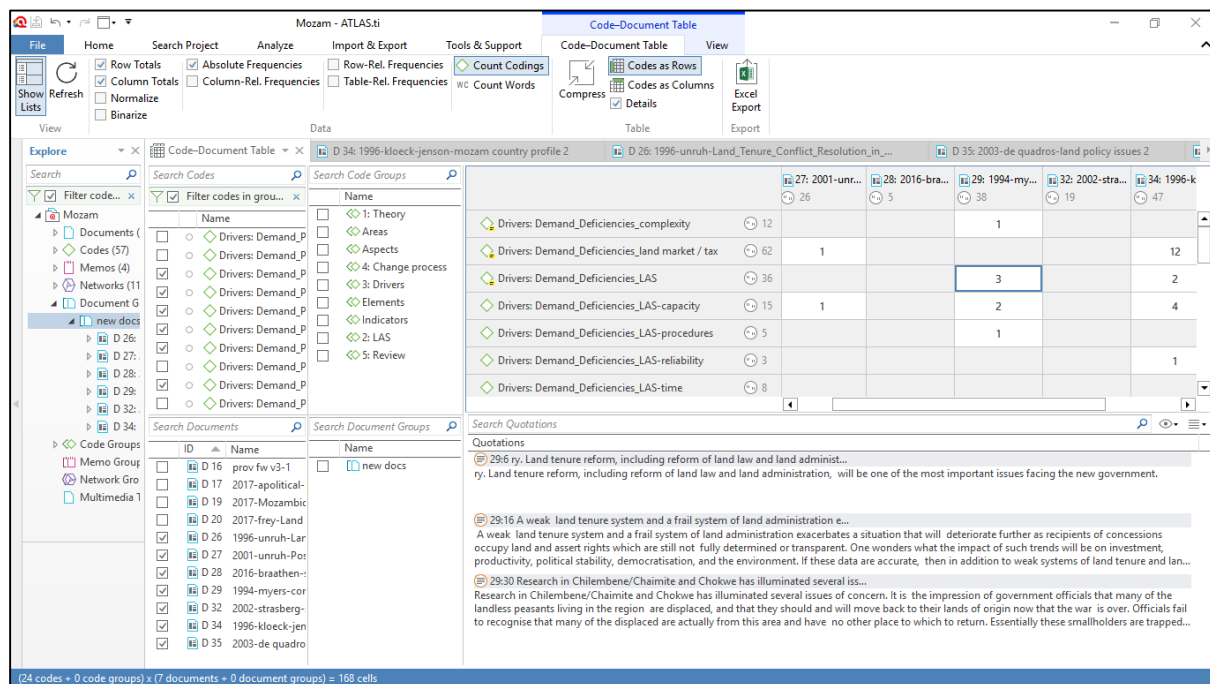 Mozam - ATLAS.ti
Code–Document Table
File Home Search Project Analyze Import & Export Tools & Support Code–Document Table View
Show Lists
Refresh
Row Totals
Column Totals
Normalize
Binarize
View
Absolute Frequencies
Column-Rel. Frequencies
Row-Rel. Frequencies
Table-Rel. Frequencies
Data
Count Codings
WC Count Words
Compress
Codes as Rows
Codes as Columns
Details
Table
Excel Export
Export
Explore
Code–Document Table
D 34: 1996-kloeck-jenson-mozam country profile 2
D 26: 1996-unruh-Land_Tenure_Conflict_Resolution_in_...
D 35: 2003-de quadros-land policy issues 2
Search
Filter code...
Mozam
Documents (
Codes (57)
Memos (4)
Networks (11
Document G
new docs
D 26:
D 27:
D 28:
D 29:
D 32:
D 34:
Code Groups
Memo Group
Network Gro
Multimedia T
Search Codes
Filter codes in grou...
Name
Drivers: Demand_P
Drivers: Demand_P
Drivers: Demand_P
Drivers: Demand_P
Drivers: Demand_P
Drivers: Demand_P
Drivers: Demand_P
Drivers: Demand_P
Drivers: Demand_P
Drivers: Demand_P
Search Code Groups
Name
1: Theory
Areas
Aspects
4: Change process
3: Drivers
Elements
Indicators
2: LAS
5: Review
27: 2001-unr... 28: 2016-bra... 29: 1994-my... 32: 2002-stra... 34: 1996-k
26 5 38 19 47
Drivers: Demand_Deficiencies_complexity 12 1
Drivers: Demand_Deficiencies_land market / tax 62 1 12
Drivers: Demand_Deficiencies_LAS 36 3 2
Drivers: Demand_Deficiencies_LAS-capacity 15 1 2 4
Drivers: Demand_Deficiencies_LAS-procedures 5 1
Drivers: Demand_Deficiencies_LAS-reliability 3 1
Drivers: Demand_Deficiencies_LAS-time 8
Search Documents
ID Name
D 16 prov fw v3-1
D 17 2017-apolitical-
D 19 2017-Mozambic
D 20 2017-frey-Land
D 26 1996-unruh-Lar
D 27 2001-unruh-Pos
D 28 2016-braathen-
D 29 1994-myers-cor
D 32 2002-strasberg-
D 34 1996-kloeck-jen
D 35 2003-de quadro
Search Document Groups
Name
new docs
Search Quotations
Quotations
29:6 ry. Land tenure reform, including reform of land law and land administ...
ry. Land tenure reform, including reform of land law and land administration, will be one of the most important issues facing the new government.
29:16 A weak land tenure system and a frail system of land administration e...
A weak land tenure system and a frail system of land administration exacerbates a situation that will deteriorate further as recipients of concessions
occupy land and assert rights which are still not fully determined or transparent. One wonders what the impact of such trends will be on investment,
productivity, political stability, democratisation, and the environment. If these data are accurate, then in addition to weak systems of land tenure and lan...
29:30 Research in Chilembene/Chaimite and Chokwe has illuminated several iss...
Research in Chilembene/Chaimite and Chokwe has illuminated several issues of concern. It is the impression of government officials that many of the
landless peasants living in the region are displaced, and that they should and will move back to their lands of origin now that the war is over. Officials fail
to recognise that many of the displaced are actually from this area and have no other place to which to return. Essentially these smallholders are trapped...
(24 codes + 0 code groups) x (7 documents + 0 document groups) = 168 cells